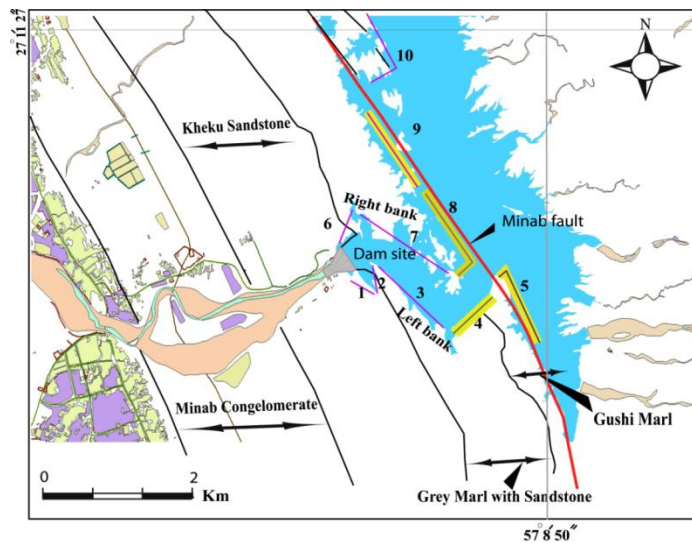 27° 11' 27"
N
10
Kheku Sandstone
9
Right bank
8
6
7
Minab fault
Dam site
5
1
2
3
Left bank
4
Gushi Marl
Minab Congelomerate
0
2
Km
Grey Marl with Sandstone
57° 8' 50"